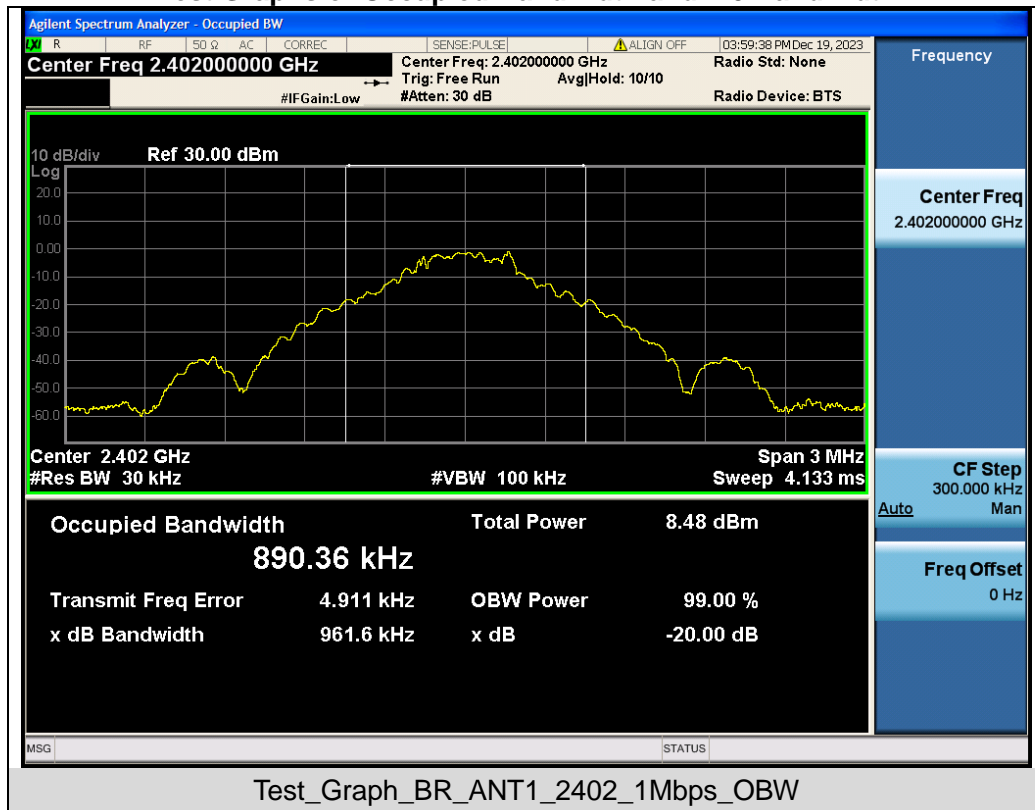 Agilent Spectrum Analyzer - Occupied BW
LXI R RF 50 Ω AC CORREC SENSE:PULSE ALIGN OFF 03:59:38 PM Dec 19, 2023
Center Freq 2.402000000 GHz
Center Freq: 2.402000000 GHz
Radio Std: None
Trig: Free Run Avg|Hold: 10/10
#IFGain:Low
#Atten: 30 dB
Radio Device: BTS
Frequency
10 dB/div Ref 30.00 dBm
Log
20.0
10.0
0.00
-10.0
-20.0
-30.0
-40.0
-50.0
-60.0
Center 2.402 GHz Span 3 MHz
#Res BW 30 kHz #VBW 100 kHz Sweep 4.133 ms
Center Freq
2.402000000 GHz
CF Step
300.000 kHz
Auto Man
Freq Offset
0 Hz
Occupied Bandwidth Total Power 8.48 dBm
890.36 kHz
Transmit Freq Error 4.911 kHz OBW Power 99.00 %
x dB Bandwidth 961.6 kHz x dB -20.00 dB
MSG STATUS
Test_Graph_BR_ANT1_2402_1Mbps_OBW